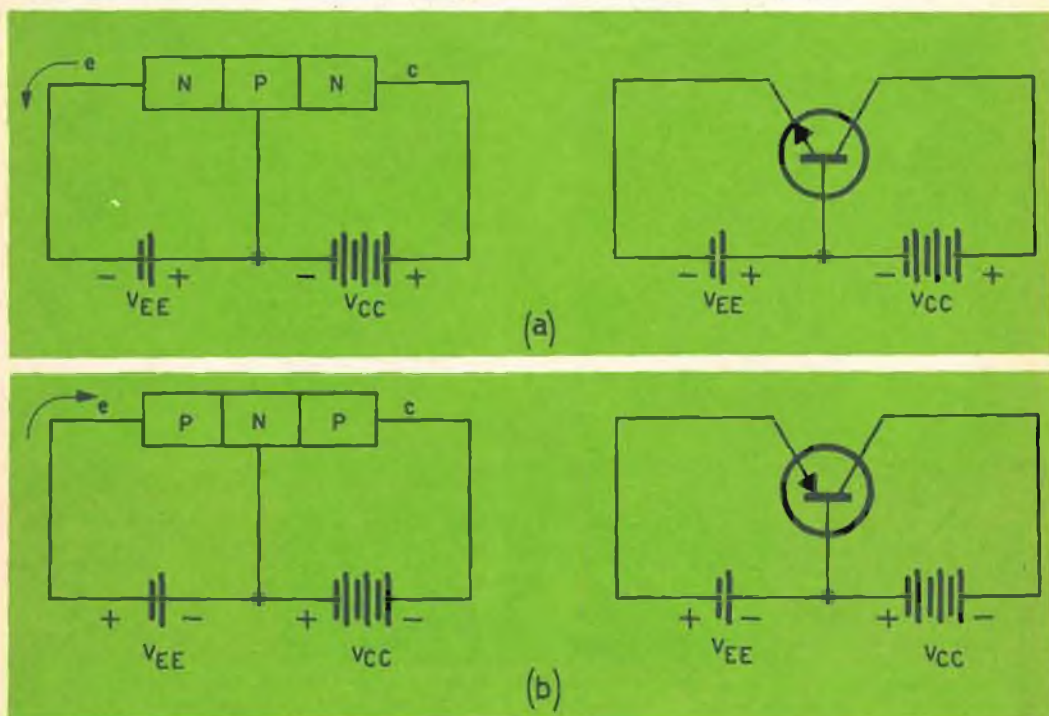 e N P N c
- + - + - + - +
VEE VCC VEE VCC
(a)
e P N P c
+ - + - + - + -
VEE VCC VEE VCC
(b)